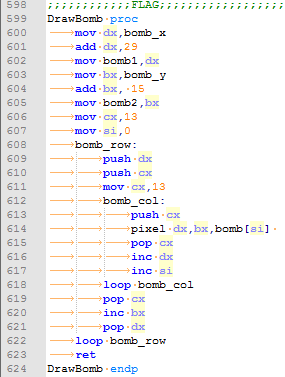 598 ;;;;;;;;;;;;FLAG;;;;;;;;;;;;;;;;;;
599 DrawBomb proc
600 mov dx,bomb_x
601 add dx,29
602 mov bomb1,dx
603 mov bx,bomb_y
604 add bx, 15
605 mov bomb2,bx
606 mov cx,13
607 mov si,0
608 bomb_row:
609 push dx
610 push cx
611 mov cx,13
612 bomb_col:
613 push cx
614 pixel dx,bx,bomb[si]
615 pop cx
616 inc dx
617 inc si
618 loop bomb_col
619 pop cx
620 inc bx
621 pop dx
622 loop bomb_row
623 ret
624 DrawBomb endp